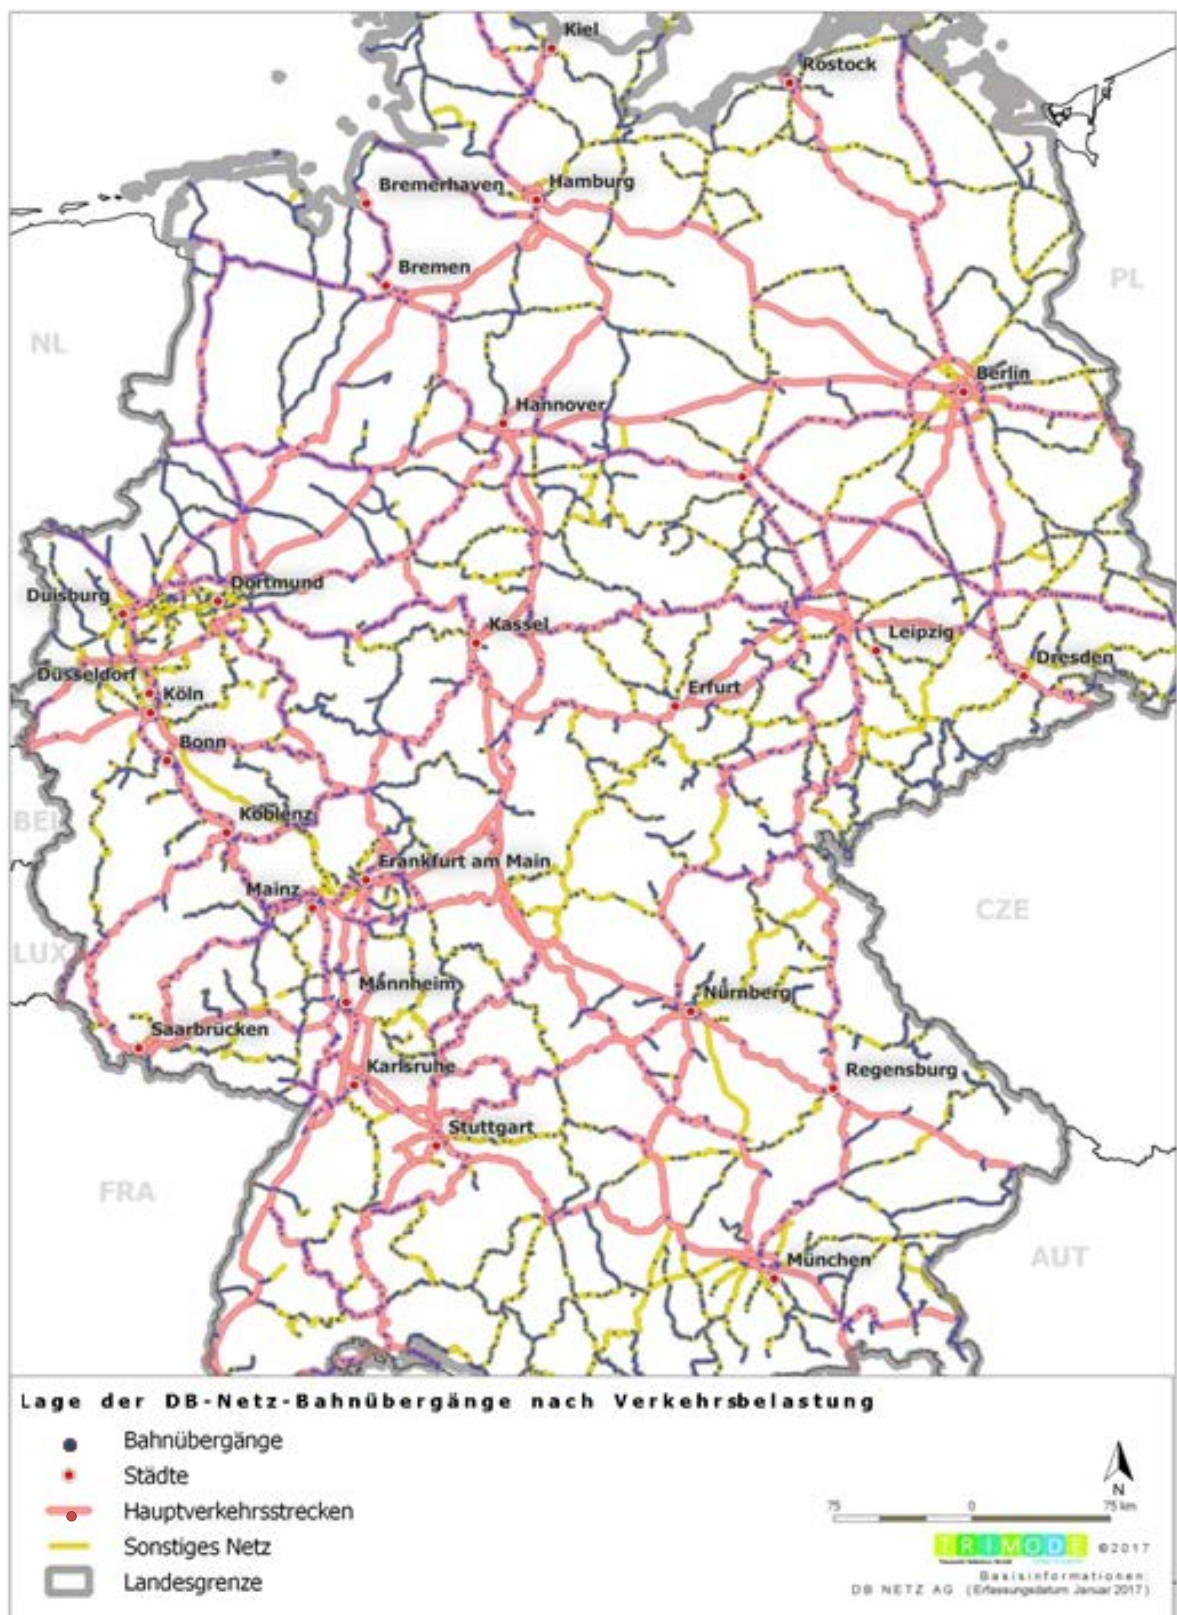 Kiel
Rostock
Bremerhaven
Hamburg
Bremen
PL
NL
Berlin
Hannover
Dortmund
Duisburg
Kassel
Leipzig
Düsseldorf
Dresden
Köln
Erfurt
Bonn
BEL
Koblenz
Frankfurt am Main
Mainz
CZE
LUX
Mannheim
Nürnberg
Saarbrücken
Karlsruhe
Regensburg
Stuttgart
FRA
AUT
München
Lage der DB-Netz-Bahnübergänge nach Verkehrsbelastung
Bahnübergänge
Städte
Hauptverkehrsstrecken
Sonstiges Netz
Landesgrenze
N
75 0 75 km
TRIMODE ©2017
Basisinformationen:
DB NETZ AG (Erfassungsdatum Januar 2017)